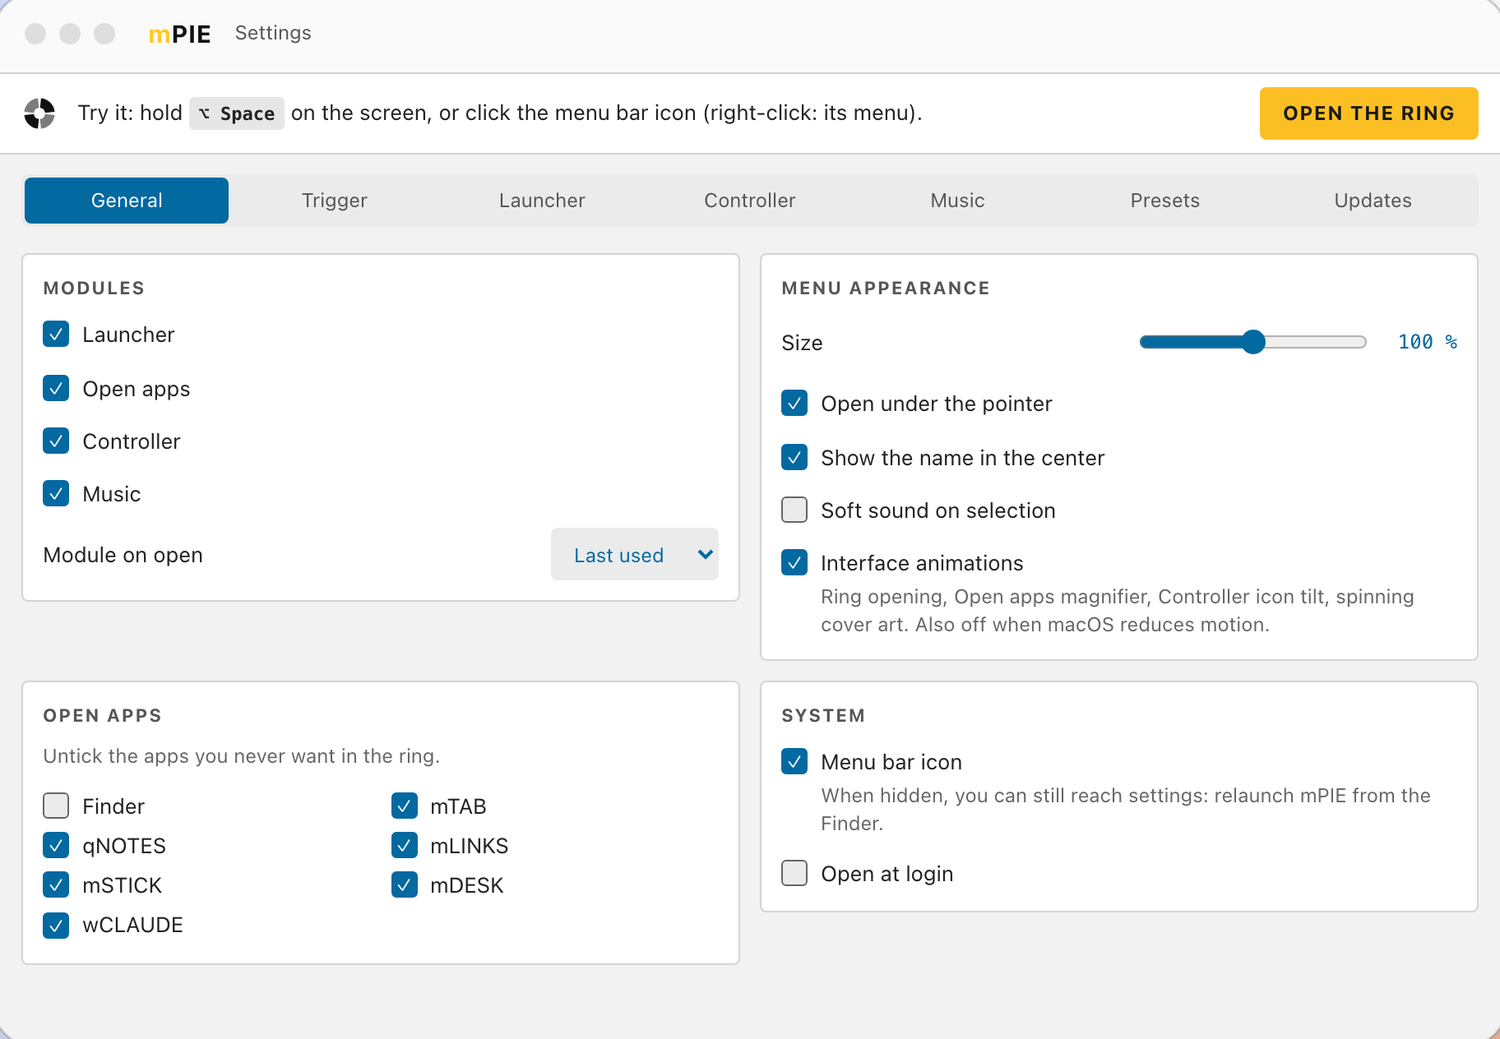 mPIE Settings
Try it: hold ⌥ Space on the screen, or click the menu bar icon (right-click: its menu).
OPEN THE RING
General Trigger Launcher Controller Music Presets Updates
MODULES
Launcher
Open apps
Controller
Music
Module on open Last used
MENU APPEARANCE
Size 100 %
Open under the pointer
Show the name in the center
Soft sound on selection
Interface animations
Ring opening, Open apps magnifier, Controller icon tilt, spinning
cover art. Also off when macOS reduces motion.
OPEN APPS
Untick the apps you never want in the ring.
Finder mTAB
qNOTES mLINKS
mSTICK mDESK
wCLAUDE
SYSTEM
Menu bar icon
When hidden, you can still reach settings: relaunch mPIE from the
Finder.
Open at login